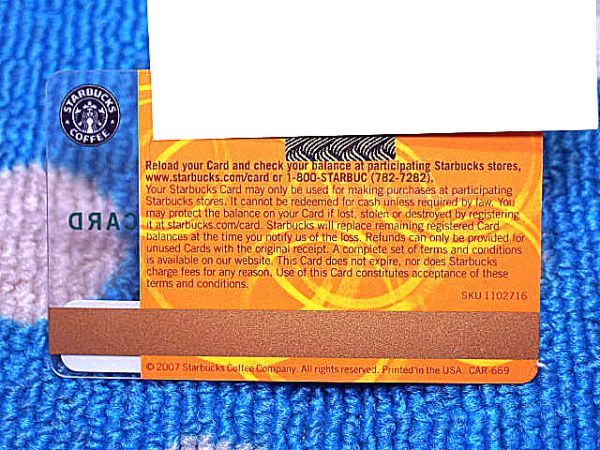 STARBUCKS
COFFEE
CARD
Reload your Card and check your balance at participating Starbucks stores,
www.starbucks.com/card or 1-800-STARBUC (782-7282).
Your Starbucks Card may only be used for making purchases at participating
Starbucks stores. It cannot be redeemed for cash unless required by law. You
may protect the balance on your Card if lost, stolen or destroyed by registering
it at starbucks.com/card. Starbucks will replace remaining registered Card
balances at the time you notify us of the loss. Refunds can only be provided for
unused Cards with the original receipt. A complete set of terms and conditions
is available on our website. This Card does not expire, nor does Starbucks
charge fees for any reason. Use of this Card constitutes acceptance of these
terms and conditions.
SKU 1102716
© 2007 Starbucks Coffee Company. All rights reserved. Printed in the USA. CAR-669